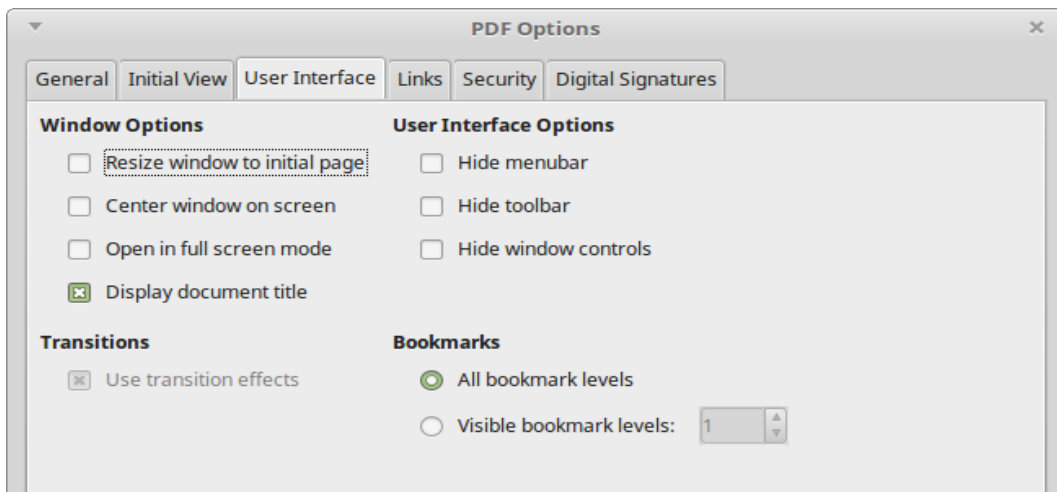 PDF Options
General Initial View User Interface Links Security Digital Signatures
Window Options
Resize window to initial page
Center window on screen
Open in full screen mode
Display document title
User Interface Options
Hide menubar
Hide toolbar
Hide window controls
Transitions
Use transition effects
Bookmarks
All bookmark levels
Visible bookmark levels: 1